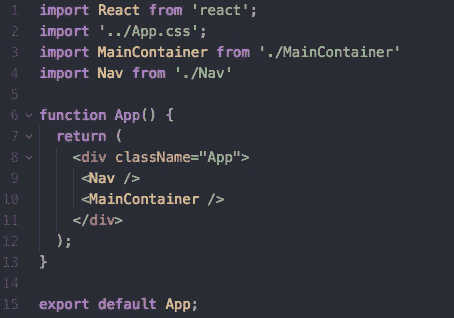 1 import React from 'react';
2 import '../App.css';
3 import MainContainer from './MainContainer'
4 import Nav from './Nav'
5
6 function App() {
7   return (
8     <div className="App">
9      <Nav />
10      <MainContainer />
11     </div>
12   );
13 }
14
15 export default App;